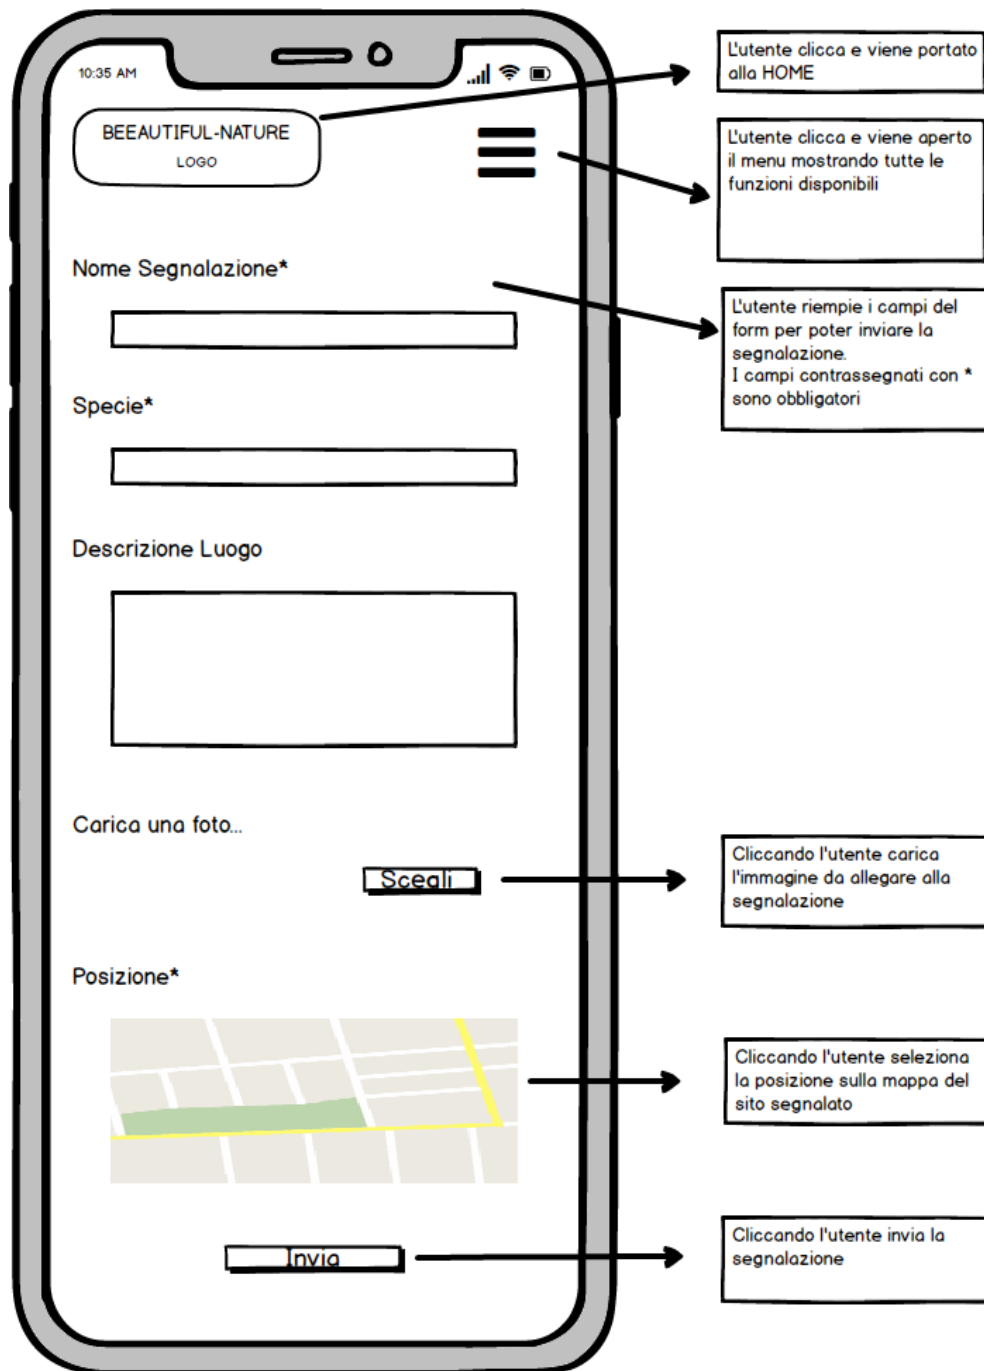 10:35 AM
BEEAUTIFUL-NATURE
LOGO
L'utente clicca e viene portato
alla HOME
L'utente clicca e viene aperto
il menu mostrando tutte le
funzioni disponibili
Nome Segnalazione*
L'utente riempie i campi del
form per poter inviare la
segnalazione.
I campi contrassegnati con *
sono obbligatori
Specie*
Descrizione Luogo
Carica una foto...
Scegli
Cliccando l'utente carica
l'immagine da allegare alla
segnalazione
Posizione*
Cliccando l'utente seleziona
la posizione sulla mappa del
sito segnalato
Invia
Cliccando l'utente invia la
segnalazione